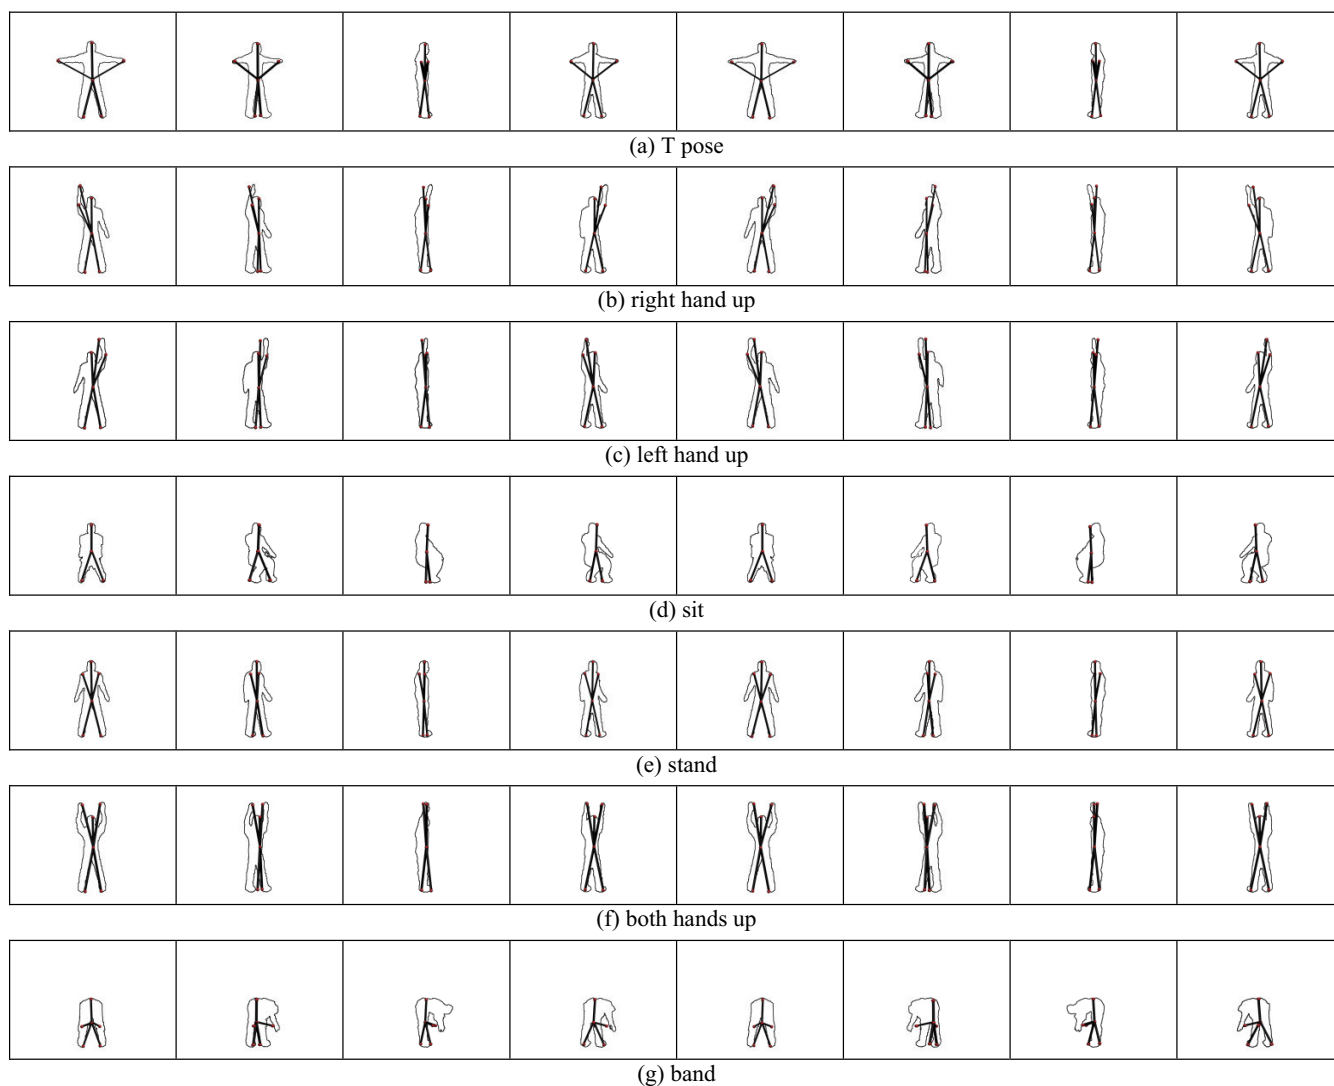 (a) T pose
(b) right hand up
(c) left hand up
(d) sit
(e) stand
(f) both hands up
(g) band